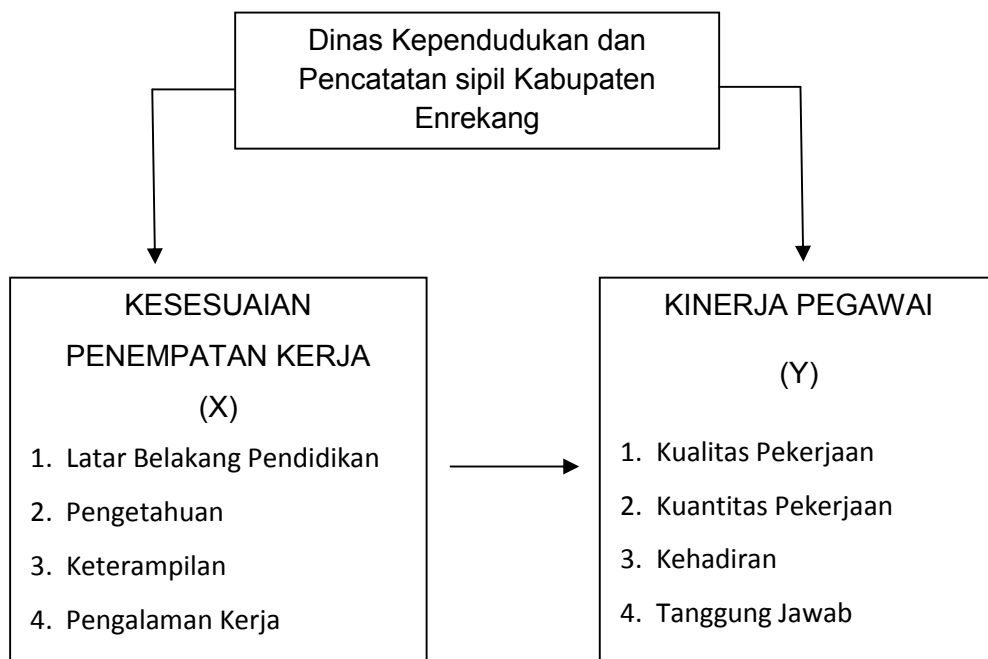 Dinas Kependudukan dan
Pencatatan sipil Kabupaten
Enrekang
KESESUAIAN
PENEMPATAN KERJA
(X)
1. Latar Belakang Pendidikan
2. Pengetahuan
3. Keterampilan
4. Pengalaman Kerja
KINERJA PEGAWAI
(Y)
1. Kualitas Pekerjaan
2. Kuantitas Pekerjaan
3. Kehadiran
4. Tanggung Jawab